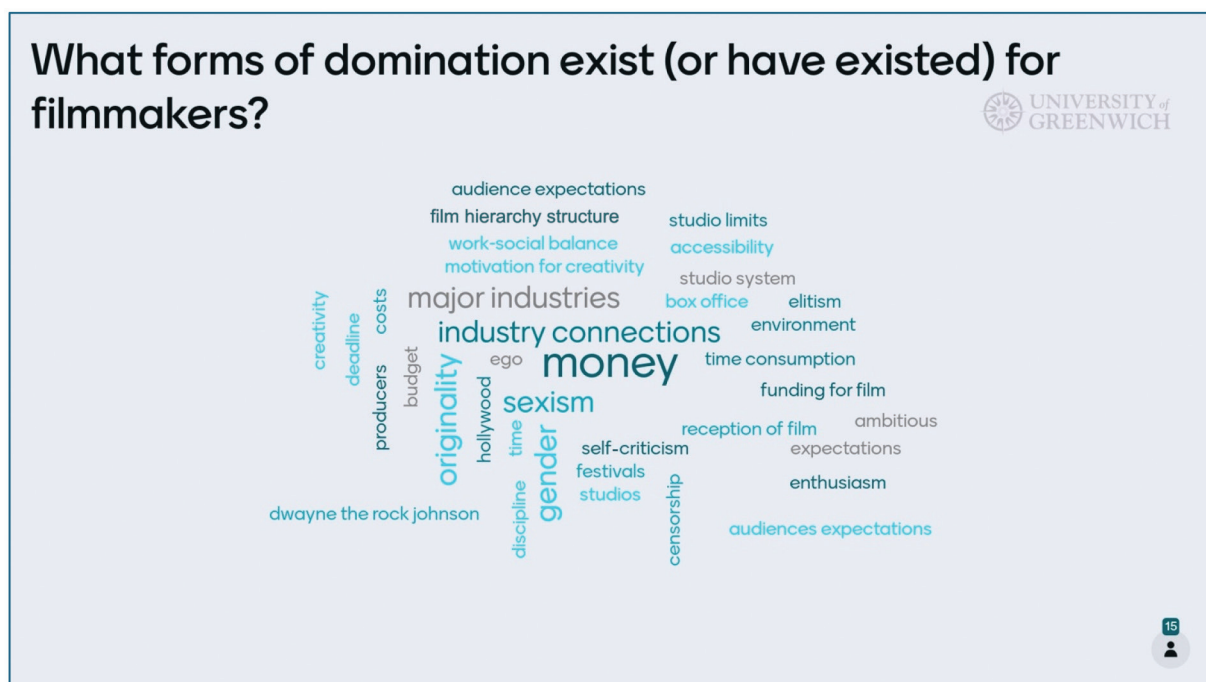 What forms of domination exist (or have existed) for
filmmakers?
UNIVERSITY of
GREENWICH
audience expectations
film hierarchy structure
studio limits
work-social balance
accessibility
motivation for creativity
studio system
major industries
box office
elitism
creativity
deadline
costs
industry connections
environment
budget
ego
money
time consumption
producers
originality
hollywood
sexism
funding for film
time
gender
reception of film
ambitious
self-criticism
expectations
festivals
enthusiasm
studios
discipline
censorship
dwayne the rock johnson
audiences expectations
15